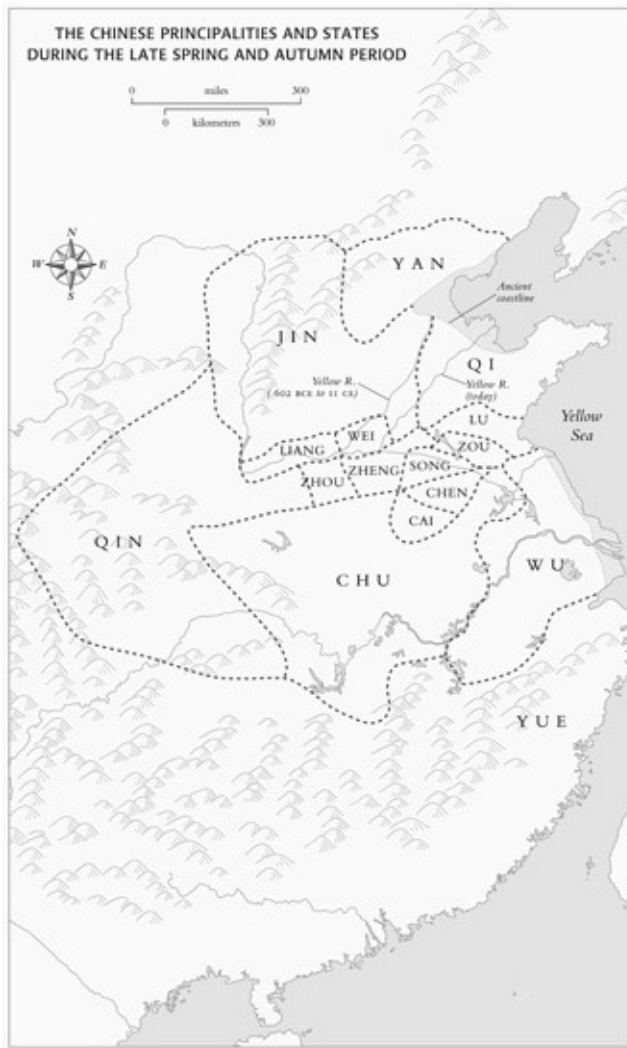 THE CHINESE PRINCIPALITIES AND STATES
DURING THE LATE SPRING AND AUTUMN PERIOD
0 miles 300
0 kilometers 300
N
W E
S
YAN
Ancient
coastline
JIN
QI
Yellow R.
(602 BCE to 11 CE)
Yellow R.
(today)
LU
Yellow
Sea
WEI
ZOU
LIANG
SONG
ZHENG
ZHOU
CHEN
CAI
QIN
WU
CHU
YUE